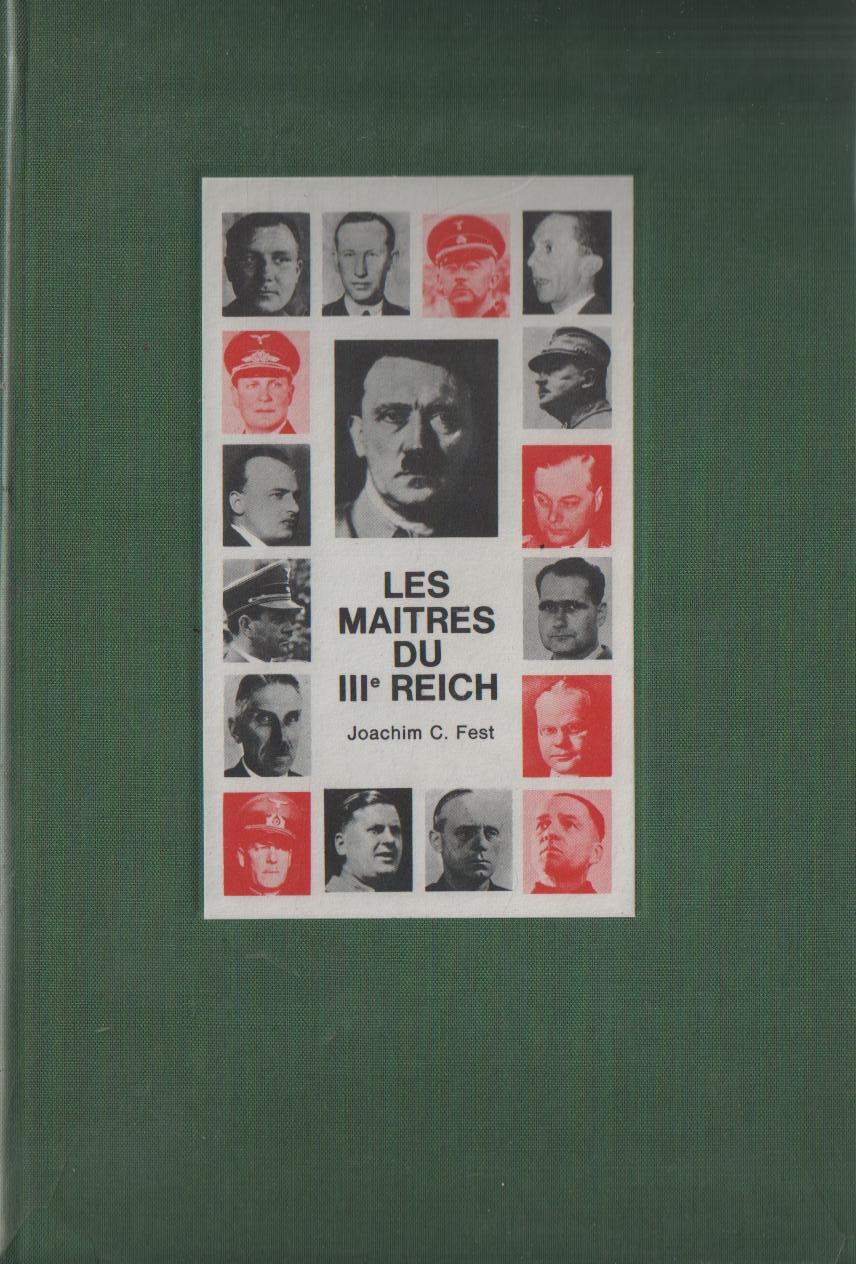 LES
MAITRES
DU
IIIe REICH
Joachim C. Fest